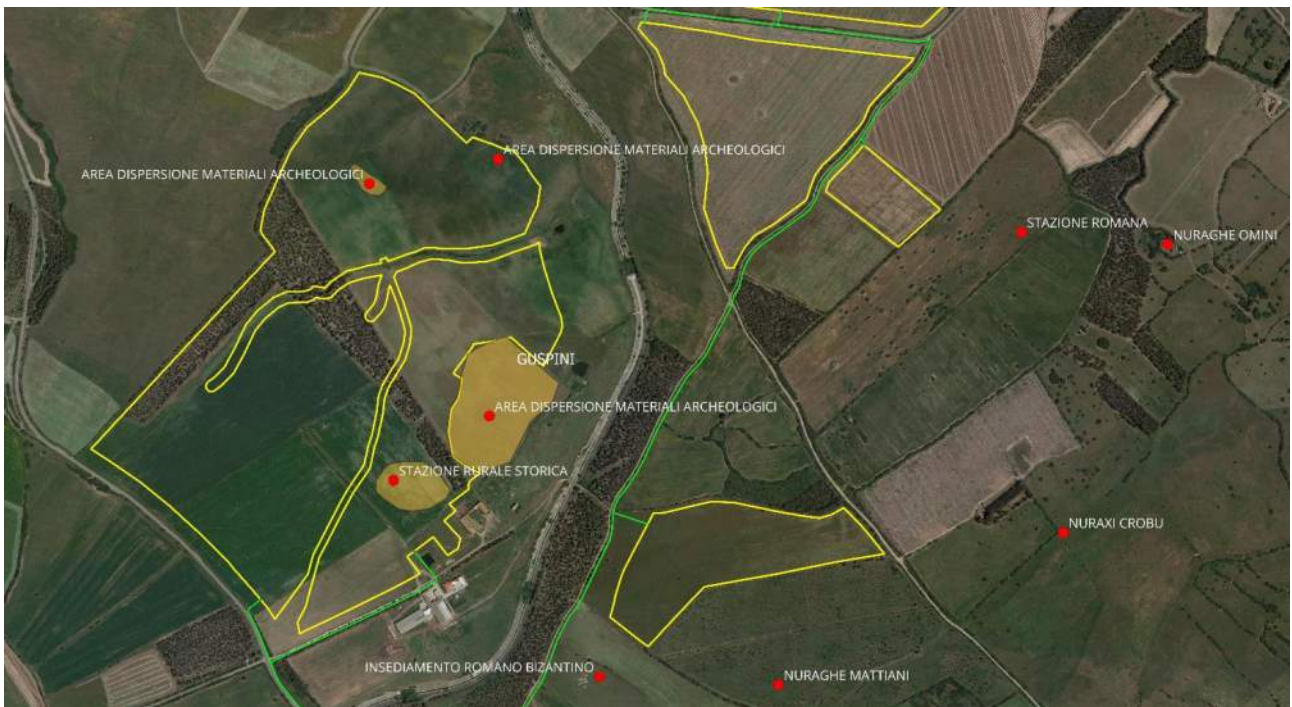 AREA DISPERSIONE MATERIALI ARCHEOLOGICI
AREA DISPERSIONE MATERIALI ARCHEOLOGICI
STAZIONE ROMANA
NURAGHE OMINI
GUSPINI
AREA DISPERSIONE MATERIALI ARCHEOLOGICI
STAZIONE RURALE STORICA
NURAXI CROBU
INSEDIAMENTO ROMANO BIZANTINO
NURAGHE MATTIANI